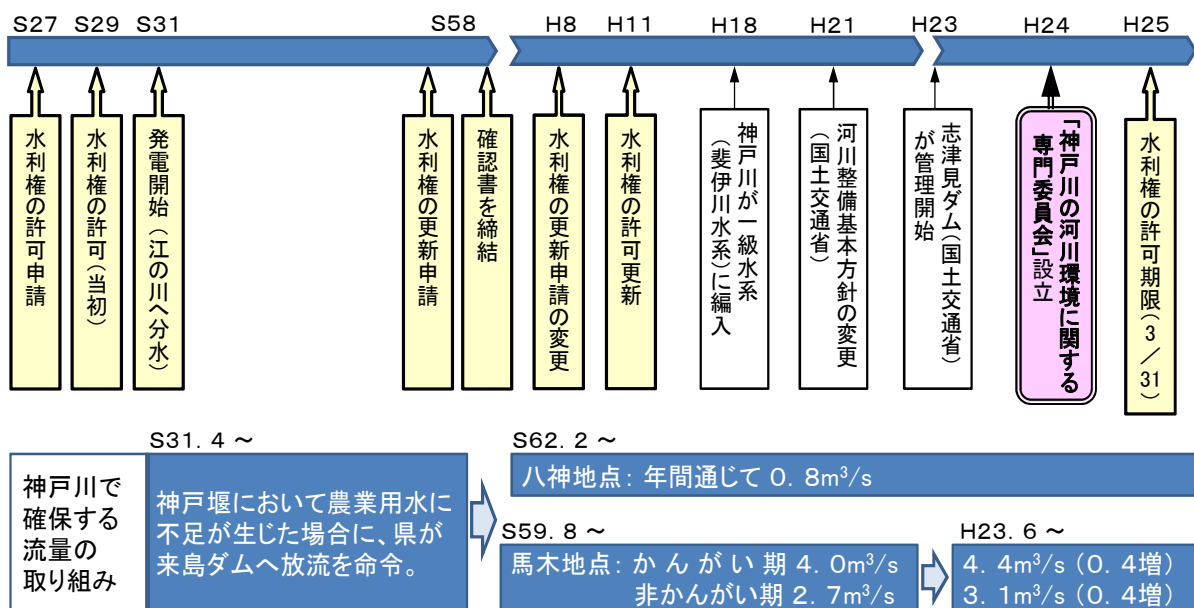 S27 S29 S31 S58 H8 H11 H18 H21 H23 H24 H25
水利権の許可申請
水利権の許可(当初)
発電開始(江の川へ分水)
水利権の更新申請
確認書を締結
水利権の更新申請の変更
水利権の許可更新
神戸川が一級水系
(斐伊川水系)に編入
河川整備基本方針の変更
(国土交通省)
志津見ダム(国土交通省)
が管理開始
「神戸川の河川環境に関する
専門委員会」設立
水利権の許可期限(3/31)
神戸川で
確保する
流量の
取り組み
S31.4~
神戸堰において農業用水に
不足が生じた場合に、県が
来島ダムへ放流を命令。
S62.2~
八神地点:年間通じて 0.8m³/s
S59.8~
馬木地点:かんがい期 4.0m³/s
非かんがい期 2.7m³/s
H23.6~
4.4m³/s(0.4増)
3.1m³/s(0.4増)